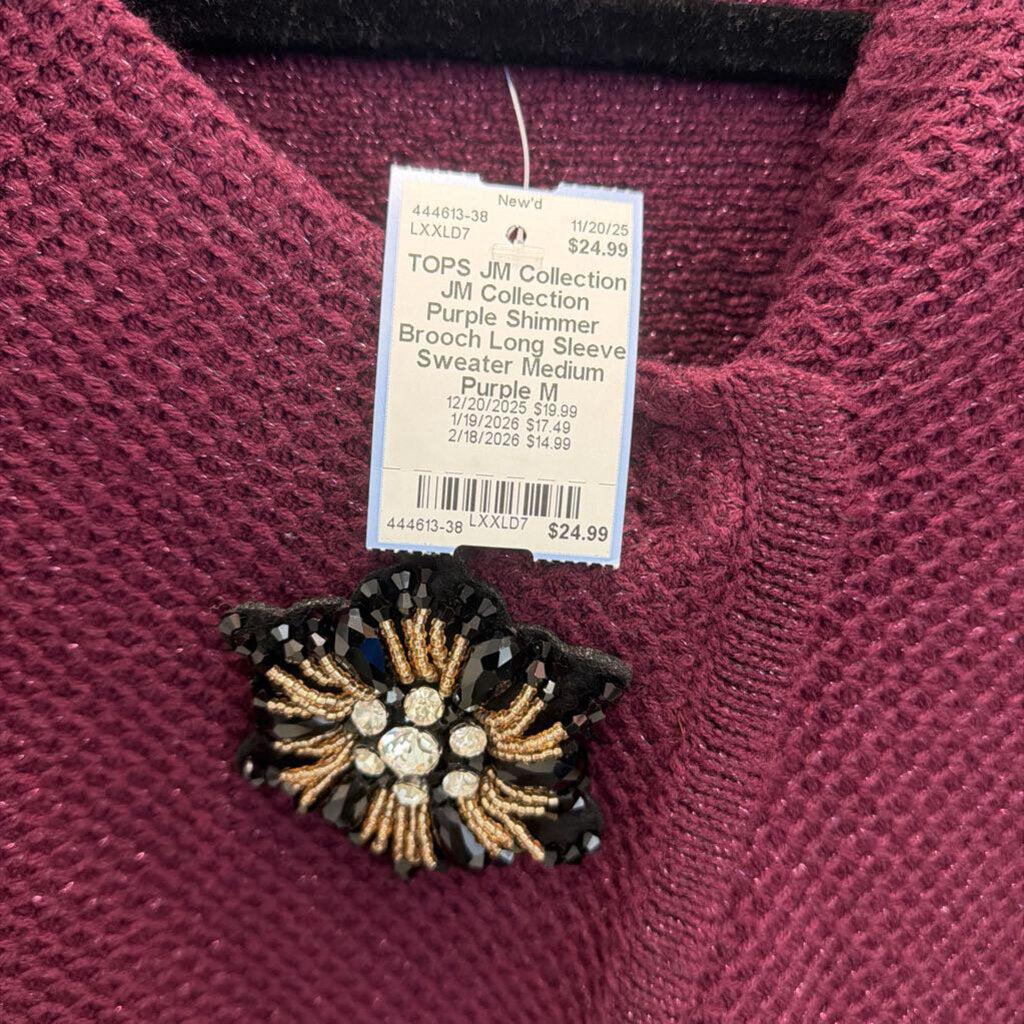 New'd
444613-38 11/20/25
LXXLD7 $24.99
TOPS JM Collection
JM Collection
Purple Shimmer
Brooch Long Sleeve
Sweater Medium
Purple M
12/20/2025 $19.99
1/19/2026 $17.49
2/18/2026 $14.99
444613-38 LXXLD7 $24.99